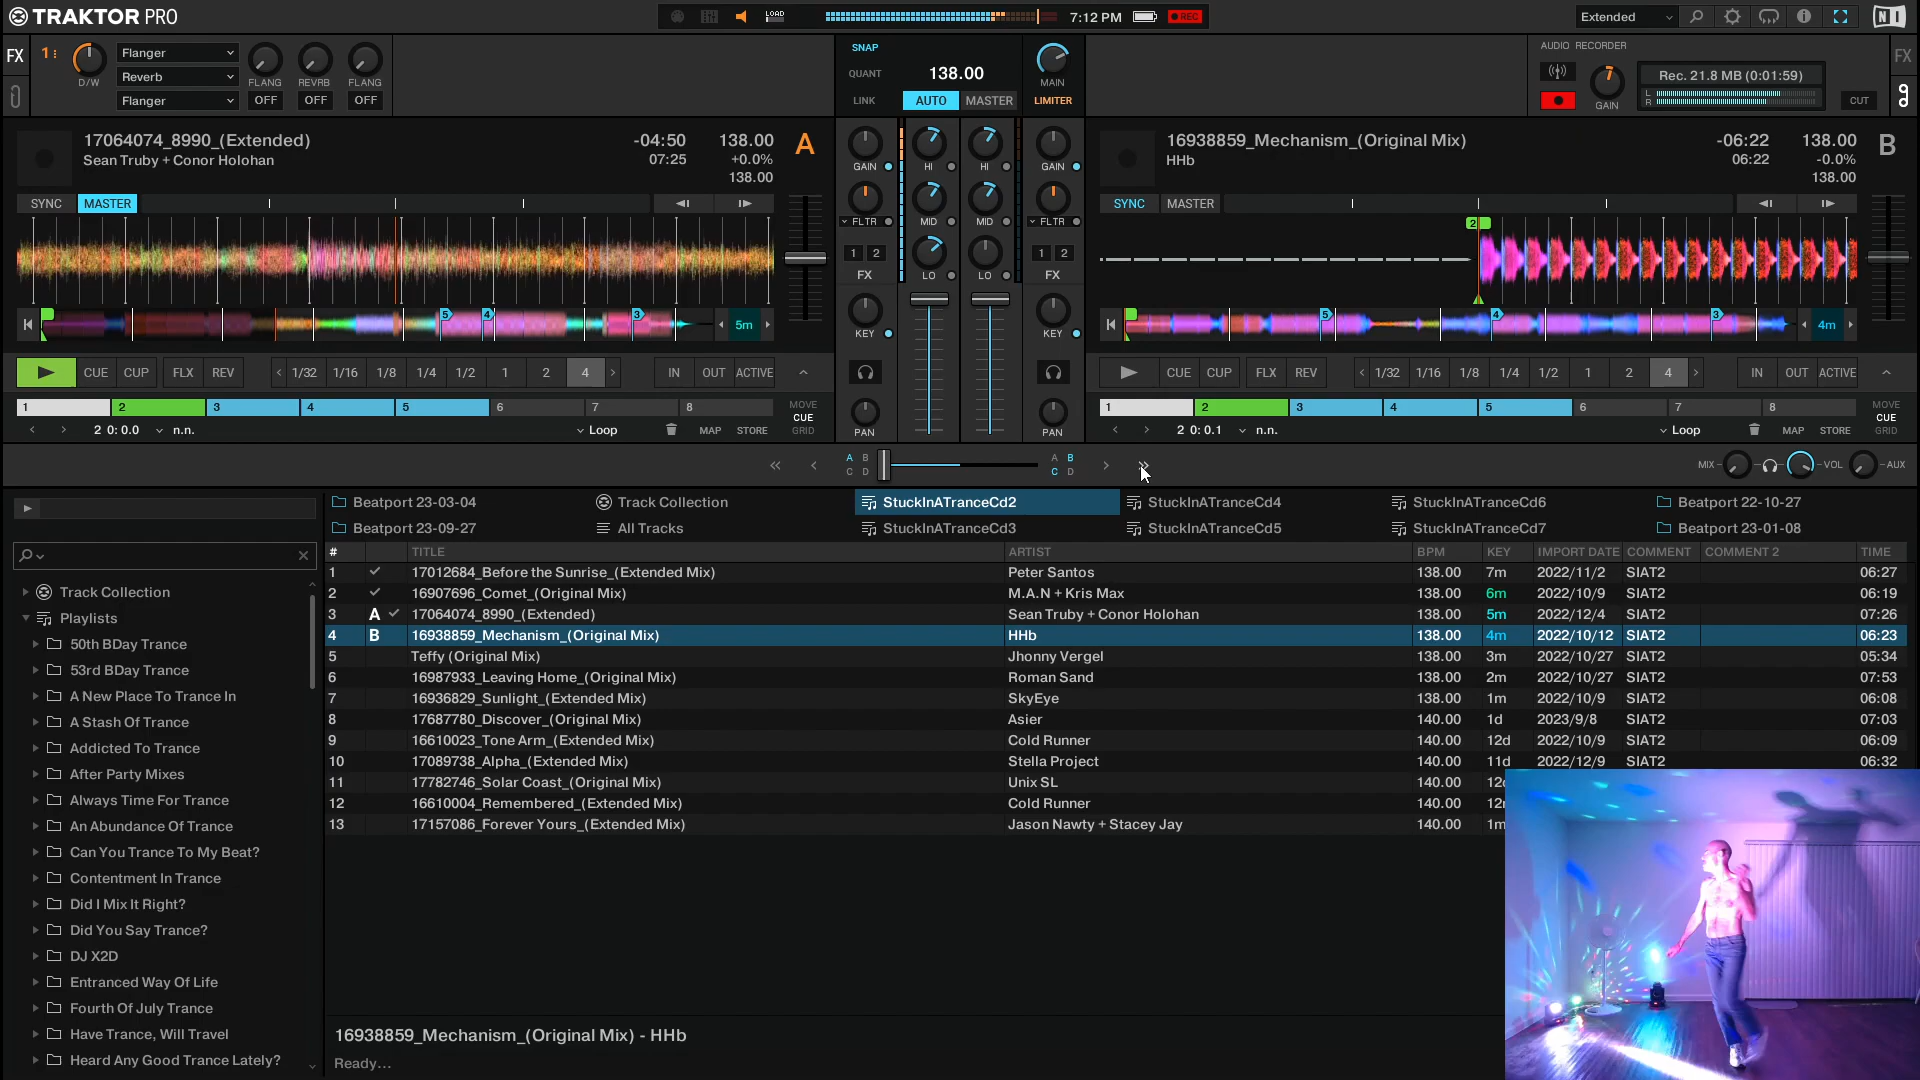 TRAKTOR PRO
LOAD
7:12 PM
REC
Extended
FX
1
D/W
Flanger
Reverb
Flanger
FLANG
REVRB
FLANG
OFF
OFF
OFF
SNAP
QUANT
138.00
LINK
AUTO
MASTER
MAIN
LIMITER
AUDIO RECORDER
GAIN
Rec. 21.8 MB (0:01:59)
L
R
CUT
FX
17064074_8990_(Extended)
Sean Truby + Conor Holohan
-04:50
07:25
138.00
+0.0%
138.00
A
SYNC
MASTER
5
4
3
5m
CUE
CUP
FLX
REV
1/32
1/16
1/8
1/4
1/2
1
2
4
IN
OUT
ACTIVE
1
2
3
4
5
6
7
8
MOVE
CUE
GRID
2 0: 0.0
n.n.
Loop
MAP
STORE
GAIN
HI
HI
GAIN
FLTR
MID
MID
FLTR
1
2
FX
LO
LO
1
2
FX
KEY
KEY
PAN
PAN
16938859_Mechanism_(Original Mix)
HHb
-06:22
06:22
138.00
-0.0%
138.00
B
SYNC
MASTER
2
5
4
3
4m
CUE
CUP
FLX
REV
1/32
1/16
1/8
1/4
1/2
1
2
4
IN
OUT
ACTIVE
1
2
3
4
5
6
7
8
MOVE
CUE
GRID
2 0: 0.1
n.n.
Loop
MAP
STORE
A B
C D
A B
C D
MIX
VOL
AUX
Beatport 23-03-04
Track Collection
StuckInATranceCd2
StuckInATranceCd4
StuckInATranceCd6
Beatport 22-10-27
Beatport 23-09-27
All Tracks
StuckInATranceCd3
StuckInATranceCd5
StuckInATranceCd7
Beatport 23-01-08
Track Collection
Playlists
50th BDay Trance
53rd BDay Trance
A New Place To Trance In
A Stash Of Trance
Addicted To Trance
After Party Mixes
Always Time For Trance
An Abundance Of Trance
Can You Trance To My Beat?
Contentment In Trance
Did I Mix It Right?
Did You Say Trance?
DJ X2D
Entranced Way Of Life
Fourth Of July Trance
Have Trance, Will Travel
Heard Any Good Trance Lately?
# TITLE ARTIST BPM KEY IMPORT DATE COMMENT COMMENT 2 TIME
1 17012684_Before the Sunrise_(Extended Mix) Peter Santos 138.00 7m 2022/11/2 SIAT2 06:27
2 16907696_Comet_(Original Mix) M.A.N + Kris Max 138.00 6m 2022/10/9 SIAT2 06:19
3 A 17064074_8990_(Extended) Sean Truby + Conor Holohan 138.00 5m 2022/12/4 SIAT2 07:26
4 B 16938859_Mechanism_(Original Mix) HHb 138.00 4m 2022/10/12 SIAT2 06:23
5 Teffy (Original Mix) Jhonny Vergel 138.00 3m 2022/10/27 SIAT2 05:34
6 16987933_Leaving Home_(Original Mix) Roman Sand 138.00 2m 2022/10/27 SIAT2 07:53
7 16936829_Sunlight_(Extended Mix) SkyEye 138.00 1m 2022/10/9 SIAT2 06:08
8 17687780_Discover_(Original Mix) Asier 140.00 1d 2023/9/8 SIAT2 07:03
9 16610023_Tone Arm_(Extended Mix) Cold Runner 140.00 12d 2022/10/9 SIAT2 06:09
10 17089738_Alpha_(Extended Mix) Stella Project 140.00 11d 2022/12/9 SIAT2 06:32
11 17782746_Solar Coast_(Original Mix) Unix SL 140.00
12 16610004_Remembered_(Extended Mix) Cold Runner 140.00
13 17157086_Forever Yours_(Extended Mix) Jason Nawty + Stacey Jay 140.00
16938859_Mechanism_(Original Mix) - HHb
Ready...